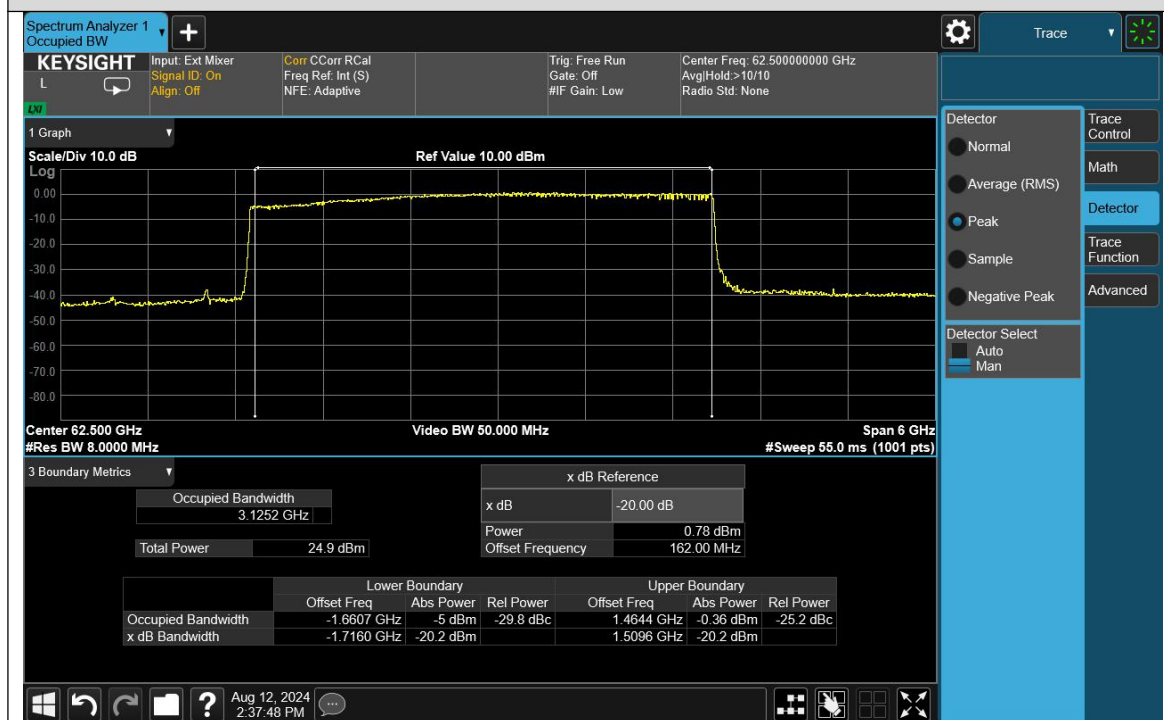 Spectrum Analyzer 1
Occupied BW
Trace
KEYSIGHT
L
LXI
Input: Ext Mixer
Signal ID: On
Align: Off
Corr CCorr RCal
Freq Ref: Int (S)
NFE: Adaptive
Trig: Free Run
Gate: Off
#IF Gain: Low
Center Freq: 62.500000000 GHz
Avg|Hold:>10/10
Radio Std: None
1 Graph
Scale/Div 10.0 dB
Ref Value 10.00 dBm
Log
0.00
-10.0
-20.0
-30.0
-40.0
-50.0
-60.0
-70.0
-80.0
Center 62.500 GHz
Video BW 50.000 MHz
Span 6 GHz
#Res BW 8.0000 MHz
#Sweep 55.0 ms (1001 pts)
3 Boundary Metrics
Occupied Bandwidth
3.1252 GHz
Total Power 24.9 dBm
x dB Reference
x dB -20.00 dB
Power 0.78 dBm
Offset Frequency 162.00 MHz
Lower Boundary Upper Boundary
Offset Freq Abs Power Rel Power Offset Freq Abs Power Rel Power
Occupied Bandwidth -1.6607 GHz -5 dBm -29.8 dBc 1.4644 GHz -0.36 dBm -25.2 dBc
x dB Bandwidth -1.7160 GHz -20.2 dBm 1.5096 GHz -20.2 dBm
Detector
Normal
Average (RMS)
Peak
Sample
Negative Peak
Detector Select
Auto
Man
Trace
Control
Math
Detector
Trace
Function
Advanced
?
Aug 12, 2024
2:37:48 PM